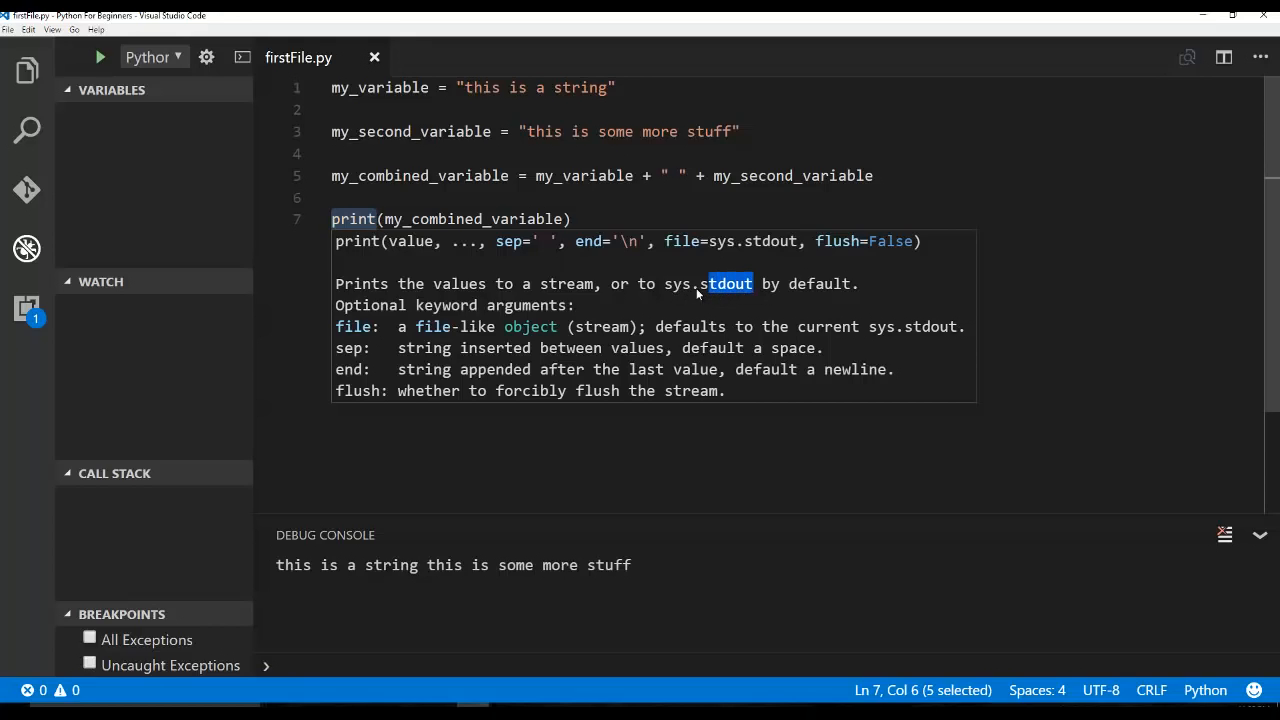 firstFile.py - Python For Beginners - Visual Studio Code
File Edit View Go Help
Python
firstFile.py
VARIABLES
1 my_variable = "this is a string"
2
3 my_second_variable = "this is some more stuff"
4
5 my_combined_variable = my_variable + " " + my_second_variable
6
7 print(my_combined_variable)
print(value, ..., sep=' ', end='\n', file=sys.stdout, flush=False)
WATCH
Prints the values to a stream, or to sys.stdout by default.
Optional keyword arguments:
file: a file-like object (stream); defaults to the current sys.stdout.
sep: string inserted between values, default a space.
end: string appended after the last value, default a newline.
flush: whether to forcibly flush the stream.
1
CALL STACK
DEBUG CONSOLE
this is a string this is some more stuff
BREAKPOINTS
All Exceptions
Uncaught Exceptions
0 0
Ln 7, Col 6 (5 selected) Spaces: 4 UTF-8 CRLF Python